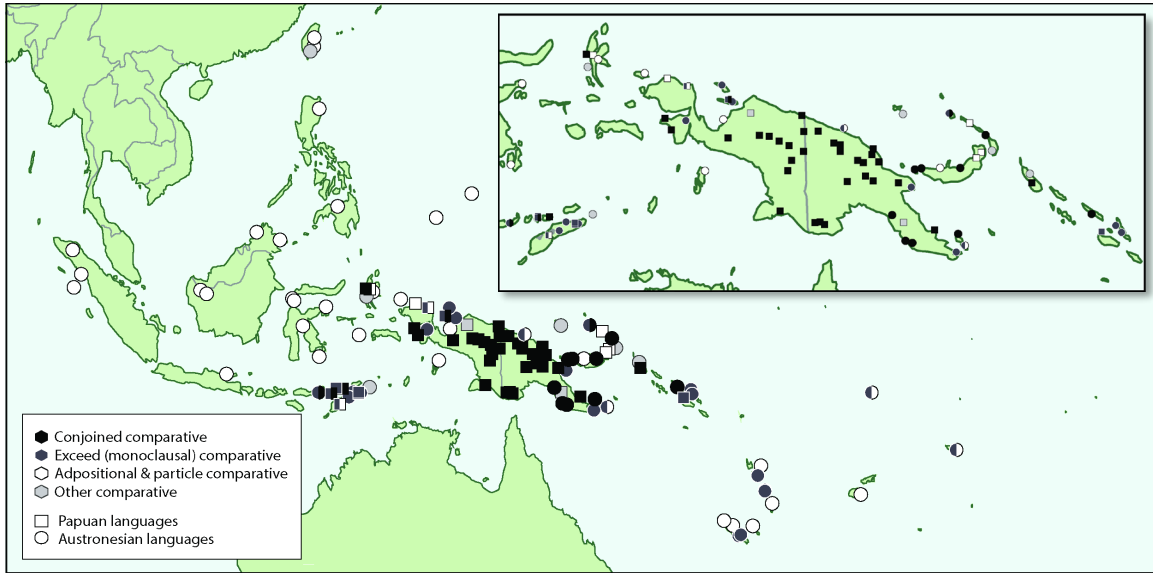 Conjoined comparative
Exceed (monoclausal) comparative
Adpositional & particle comparative
Other comparative
Papuan languages
Austronesian languages